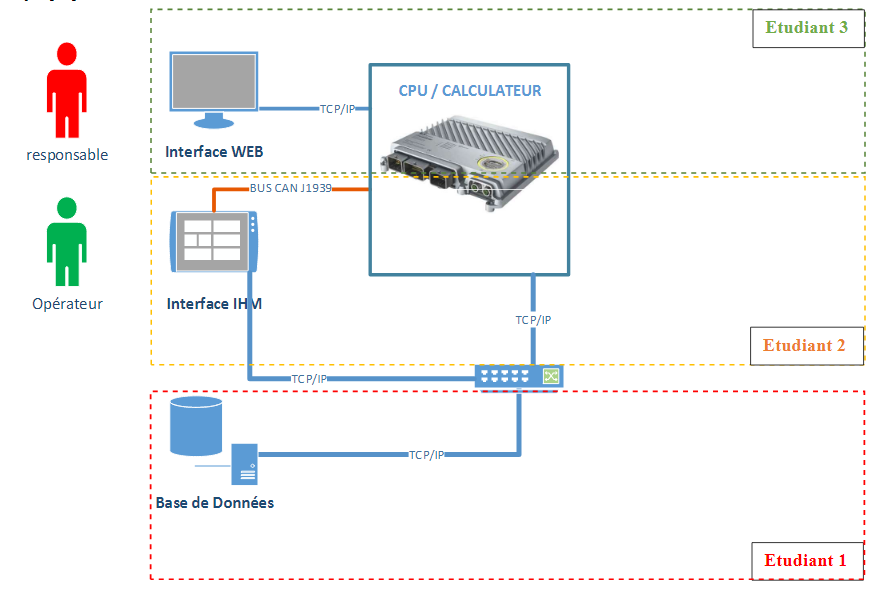 Etudiant 3
CPU / CALCULATEUR
TCP/IP
responsable
Interface WEB
BUS CAN J1939
Opérateur
Interface IHM
TCP/IP
Etudiant 2
TCP/IP
TCP/IP
Base de Données
Etudiant 1